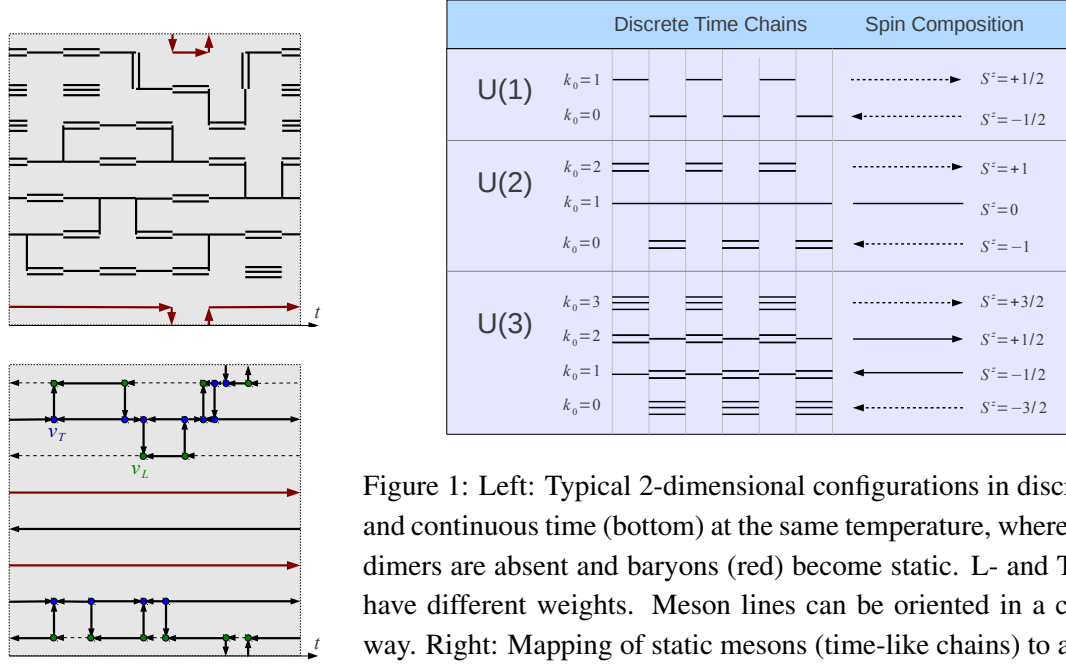 t
v_T
v_L
t
Discrete Time Chains Spin Composition
U(1)
k_0=1 S^z=+1/2
k_0=0 S^z=−1/2
U(2)
k_0=2 S^z=+1
k_0=1 S^z=0
k_0=0 S^z=−1
U(3)
k_0=3 S^z=+3/2
k_0=2 S^z=+1/2
k_0=1 S^z=−1/2
k_0=0 S^z=−3/2
Figure 1: Left: Typical 2-dimensional configurations in discr
and continuous time (bottom) at the same temperature, where
dimers are absent and baryons (red) become static. L- and T
have different weights. Meson lines can be oriented in a c
way. Right: Mapping of static mesons (time-like chains) to a